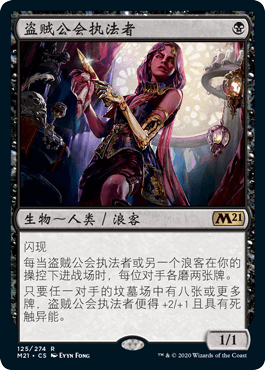 盗贼公会执法者
生物～人类／浪客
M21
闪现
每当盗贼公会执法者或另一个浪客在你的
操控下进战场时，每位对手各磨两张牌。
只要任一对手的坟墓场中有八张或更多
牌，盗贼公会执法者便得+2/+1且具有死
触异能。
1/1
125/274 R
M21 • CS Evyn Fong
™ & © 2020 Wizards of the Coast